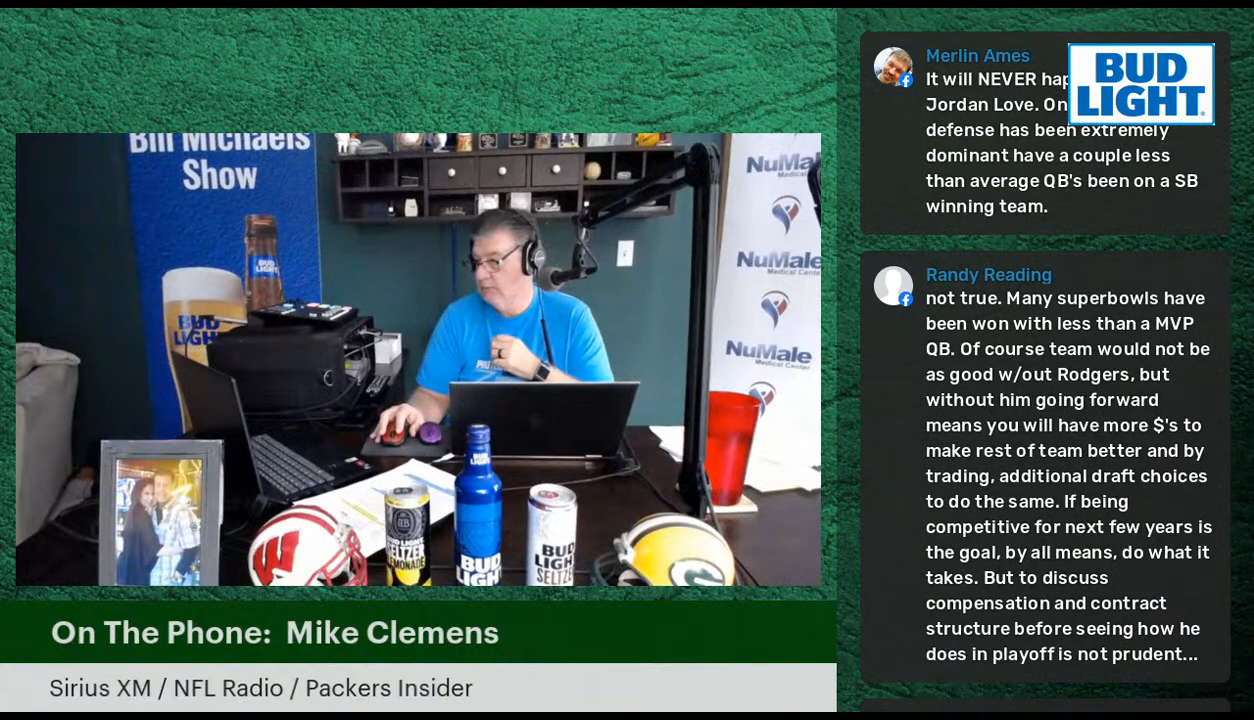 Bill Michaels
Show
BUD
LIGHT
BUD
LIGHT
NuMale
Medical
NuMale
Medical Center
NuMale
Medical Center
W
BUD LIGHT
SELTZER
LEMONADE
BUD
BUD
LIGHT
BUD
LIGHT
SELTZE
G
On The Phone: Mike Clemens
Sirius XM / NFL Radio / Packers Insider
Merlin Ames
BUD
LIGHT
It will NEVER hap
Jordan Love. On
defense has been extremely
dominant have a couple less
than average QB's been on a SB
winning team.
Randy Reading
not true. Many superbowls have
been won with less than a MVP
QB. Of course team would not be
as good w/out Rodgers, but
without him going forward
means you will have more $'s to
make rest of team better and by
trading, additional draft choices
to do the same. If being
competitive for next few years is
the goal, by all means, do what it
takes. But to discuss
compensation and contract
structure before seeing how he
does in playoff is not prudent...